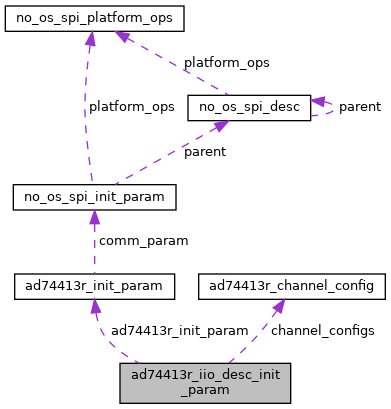 no_os_spi_platform_ops
platform_ops
no_os_spi_desc
platform_ops
parent
parent
no_os_spi_init_param
comm_param
ad74413r_init_param
ad74413r_channel_config
ad74413r_init_param
channel_configs
ad74413r_iio_desc_init
_param